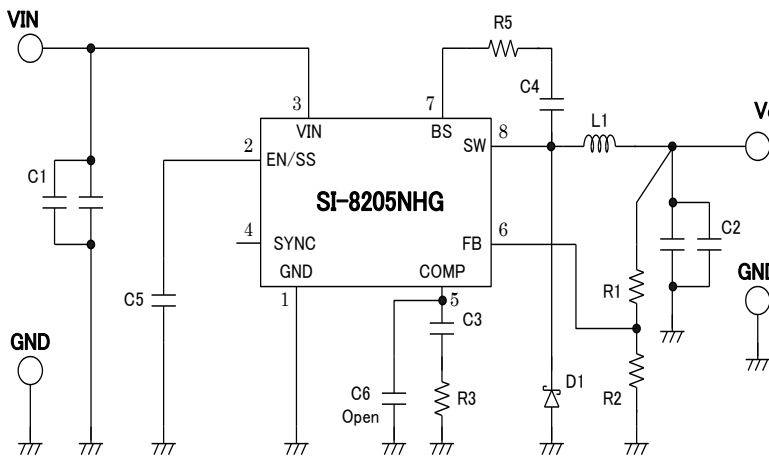 VIN
R5
C4
3
7
L1
V
VIN
BS
2
8
SW
EN/SS
C1
SI-8205NHG
4
6
SYNC
FB
C2
GND
COMP
GND
R1
C5
1
5
C3
GND
C6
R3
D1
R2
Open